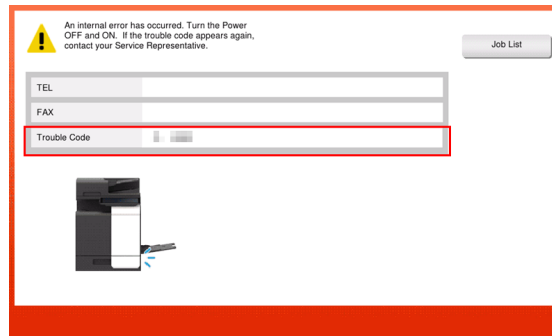 An internal error has occurred. Turn the Power
OFF and ON. If the trouble code appears again,
contact your Service Representative.
Job List
TEL
FAX
Trouble Code